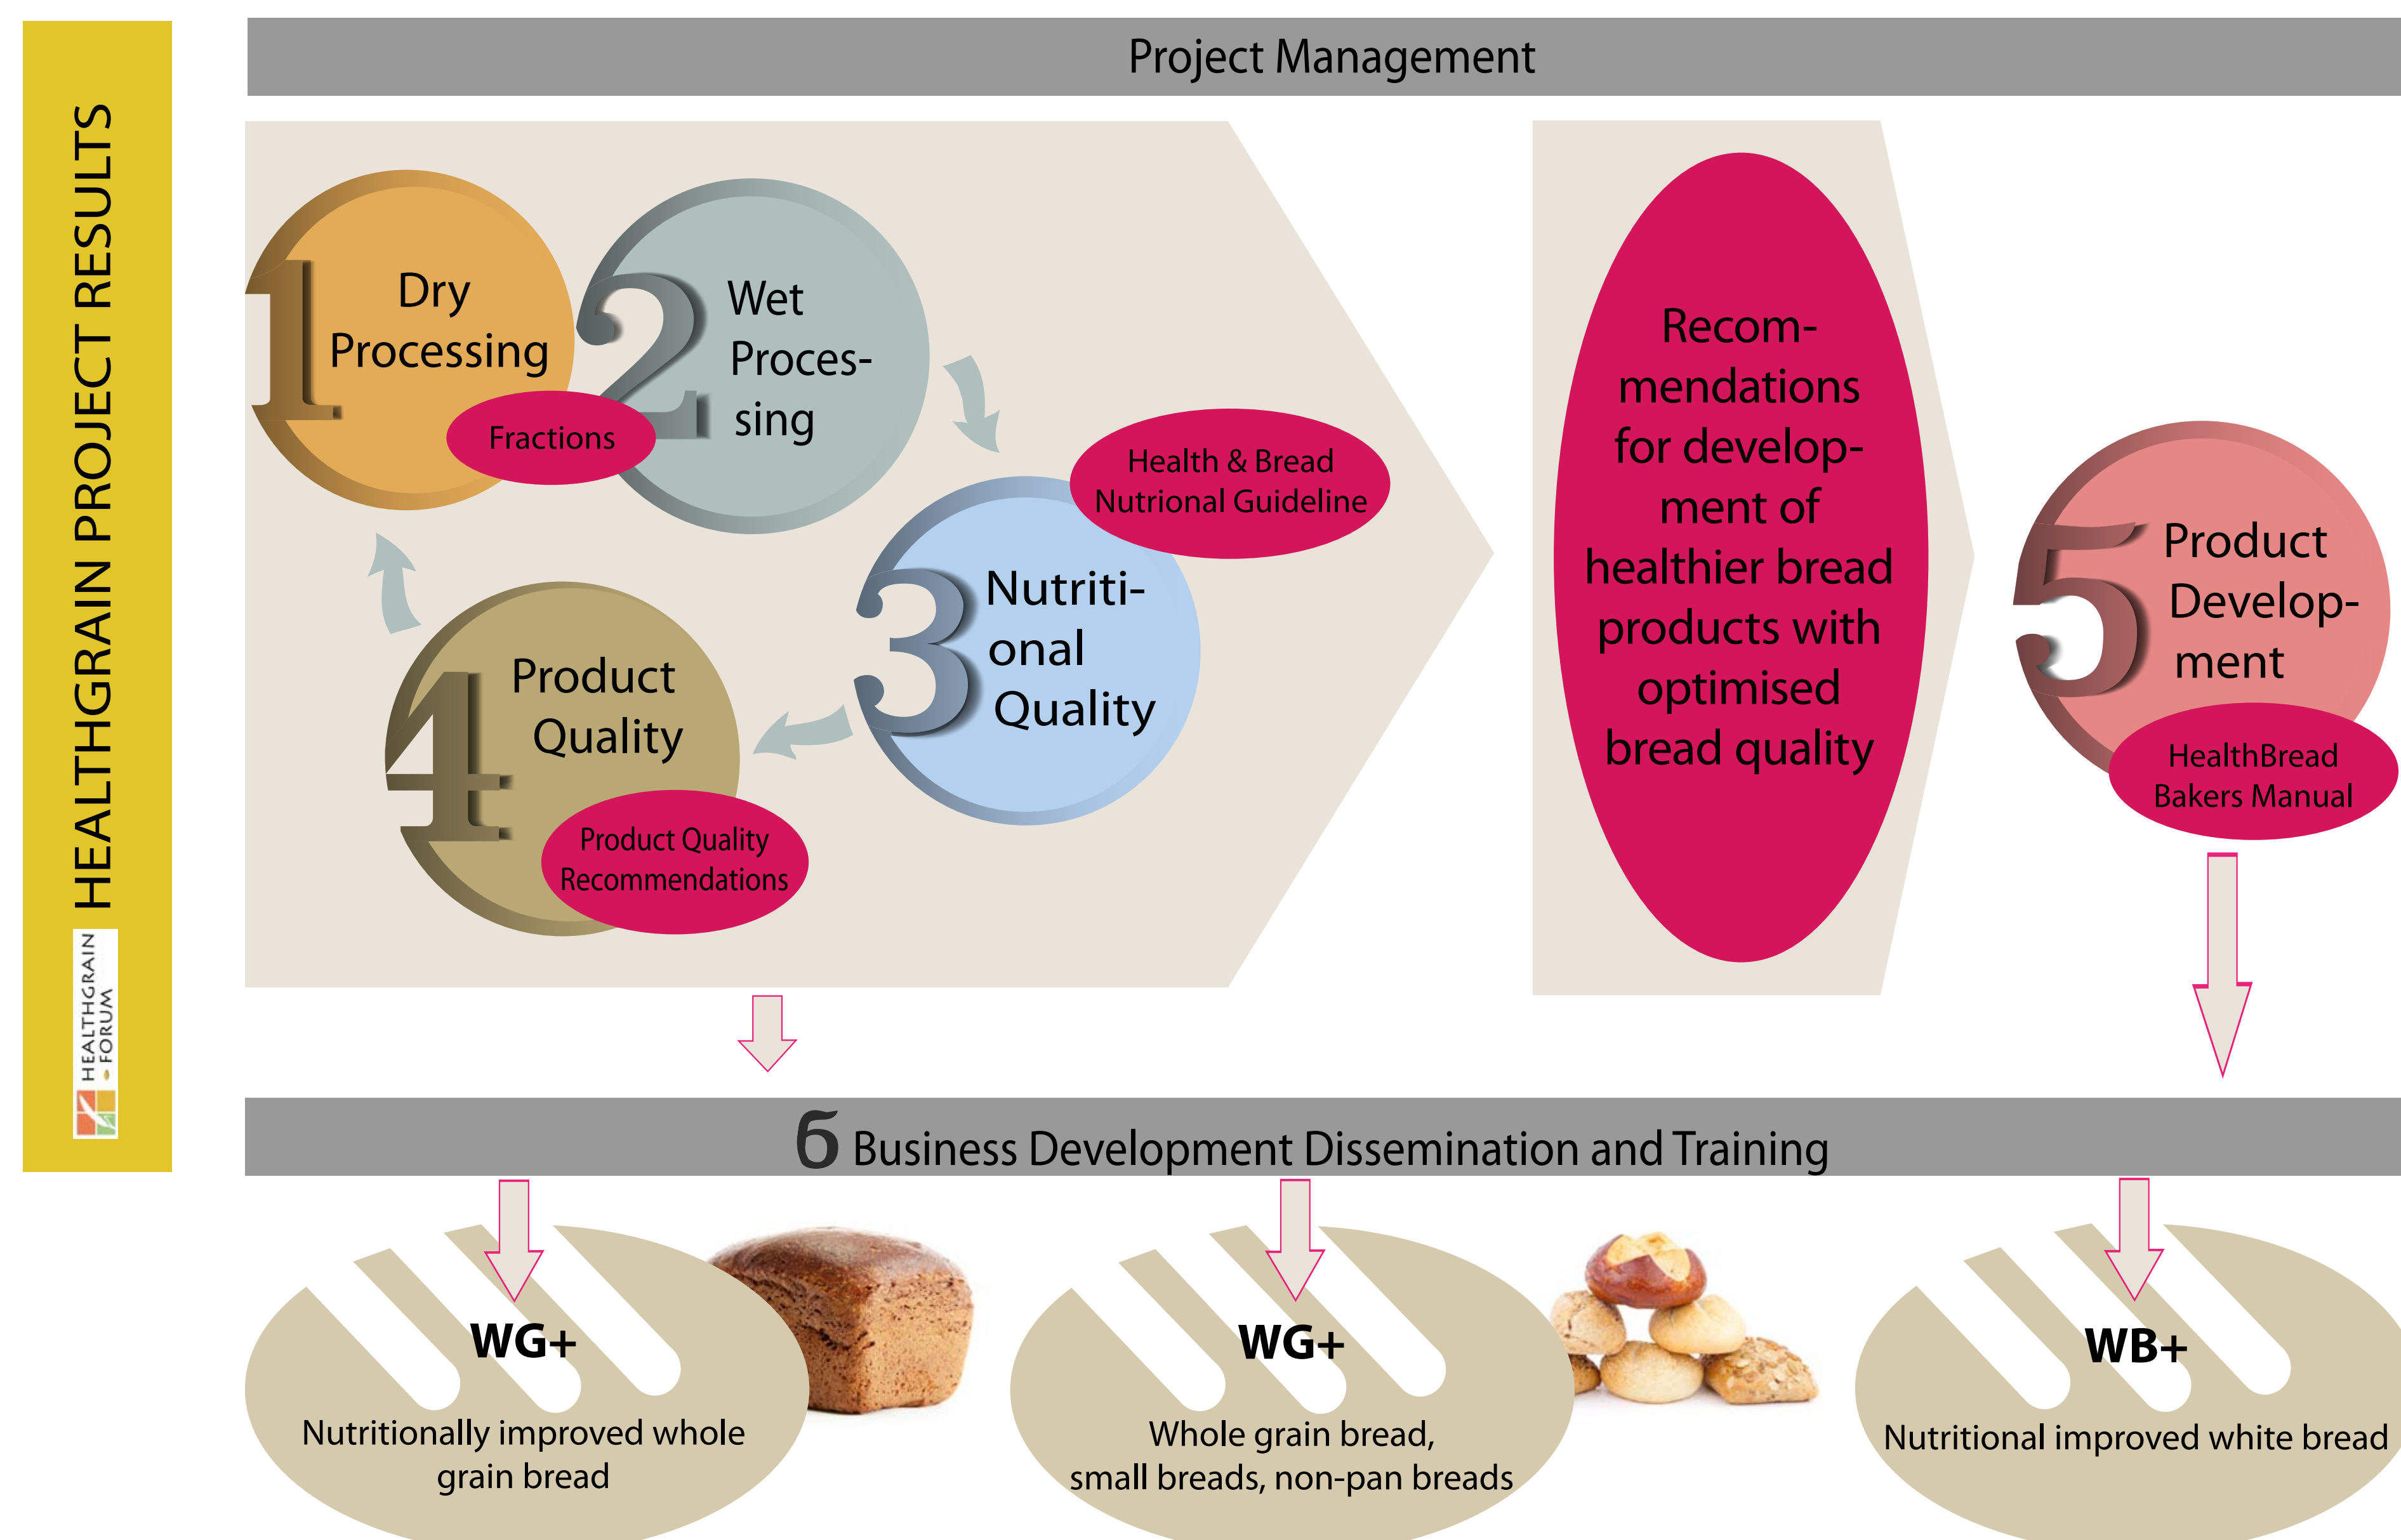 HEALTHGRAIN PROJECT RESULTS
HEALTHGRAIN
FORUM
Project Management
1
Dry
Processing
Fractions
2
Wet
Proces-
sing
Health & Bread
Nutrional Guideline
3
Nutriti-
onal
Quality
4
Product
Quality
Product Quality
Recommendations
Recom-
mendations
for develop-
ment of
healthier bread
products with
optimised
bread quality
5
Product
Develop-
ment
HealthBread
Bakers Manual
6 Business Development Dissemination and Training
WG+
Nutritionally improved whole
grain bread
WG+
Whole grain bread,
small breads, non-pan breads
WB+
Nutritional improved white bread